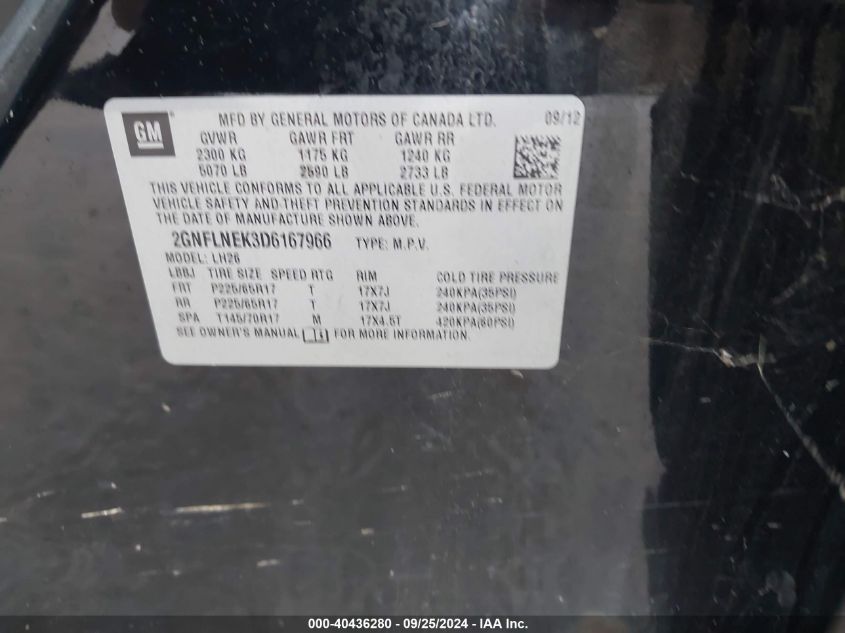 GM
MFD BY GENERAL MOTORS OF CANADA LTD. 09/12
GVWR GAWR FRT GAWR RR
2300 KG 1175 KG 1240 KG
5070 LB 2590 LB 2733 LB
THIS VEHICLE CONFORMS TO ALL APPLICABLE U.S. FEDERAL MOTOR
VEHICLE SAFETY AND THEFT PREVENTION STANDARDS IN EFFECT ON
THE DATE OF MANUFACTURE SHOWN ABOVE.
2GNFLNEK3D6167966 TYPE: M.P.V.
MODEL: LH26
LBBJ TIRE SIZE SPEED RTG RIM COLD TIRE PRESSURE
FRT P225/65R17 T 17X7J 240KPA(35PSI)
RR P225/65R17 T 17X7J 240KPA(35PSI)
SPA T145/70R17 M 17X4.5T 420KPA(60PSI)
SEE OWNER'S MANUAL FOR MORE INFORMATION.
000-40436280 - 09/25/2024 - IAA Inc.